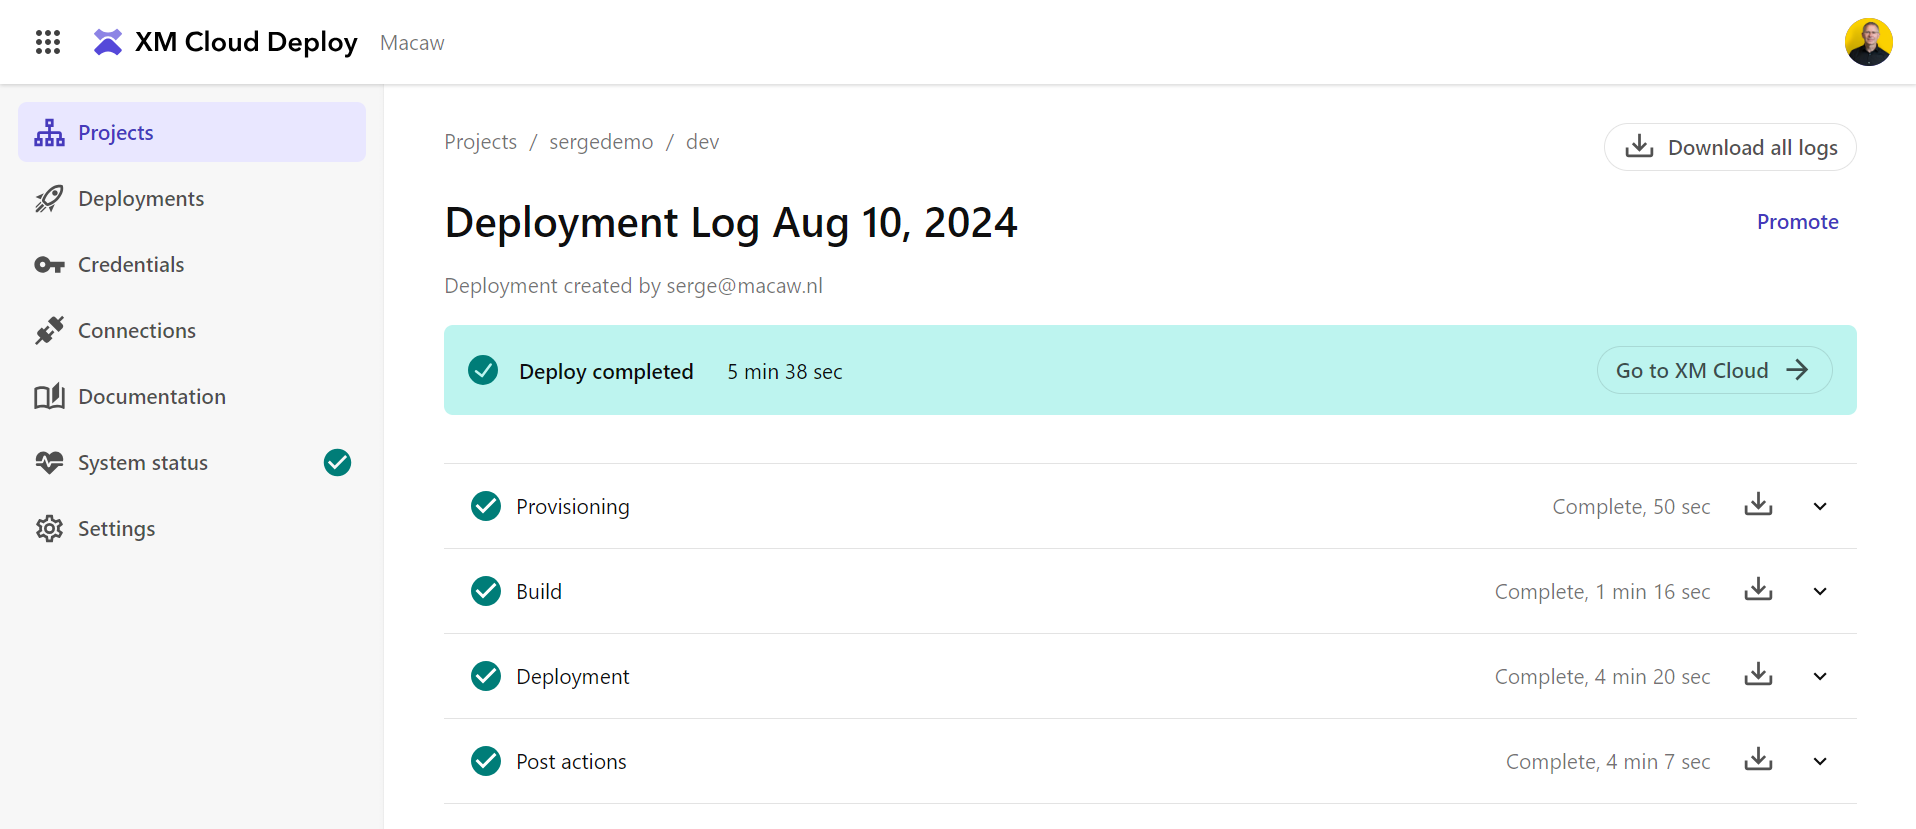 XM Cloud Deploy Macaw
Projects
Deployments
Credentials
Connections
Documentation
System status
Settings
Projects / sergedemo / dev
Download all logs
Deployment Log Aug 10, 2024
Promote
Deployment created by serge@macaw.nl
Deploy completed 5 min 38 sec
Go to XM Cloud
Provisioning Complete, 50 sec
Build Complete, 1 min 16 sec
Deployment Complete, 4 min 20 sec
Post actions Complete, 4 min 7 sec